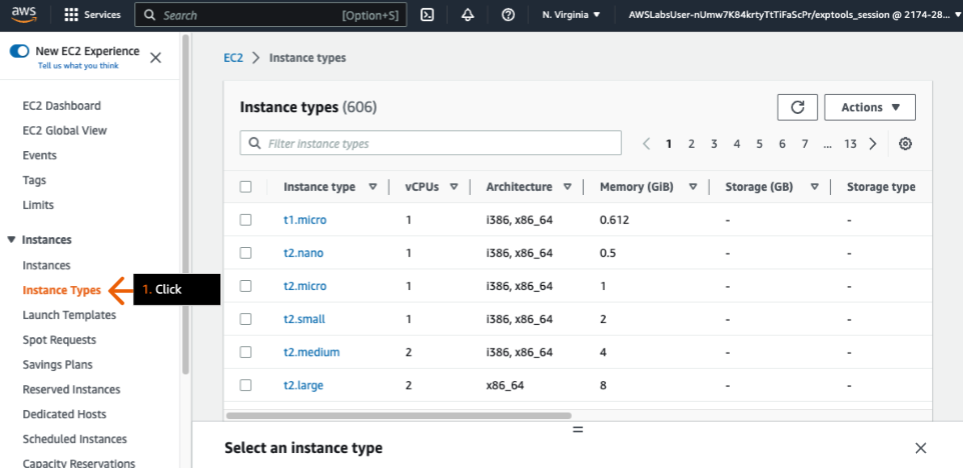 aws Services Search [Option+S] N. Virginia ▼ AWSLabsUser-nUmw7K84krtyTtTiFaScPr/exptools_session @ 2174-28... ▼
New EC2 Experience
Tell us what you think
EC2 Dashboard
EC2 Global View
Events
Tags
Limits
▼ Instances
Instances
Instance Types
1. Click
Launch Templates
Spot Requests
Savings Plans
Reserved Instances
Dedicated Hosts
Scheduled Instances
Capacity Reservations
EC2 > Instance types
Instance types (606) Actions ▼
Filter instance types < 1 2 3 4 5 6 7 ... 13 >
Instance type vCPUs Architecture Memory (GiB) Storage (GB) Storage type
t1.micro 1 i386, x86_64 0.612 - -
t2.nano 1 i386, x86_64 0.5 - -
t2.micro 1 i386, x86_64 1 - -
t2.small 1 i386, x86_64 2 - -
t2.medium 2 i386, x86_64 4 - -
t2.large 2 x86_64 8 - -
Select an instance type